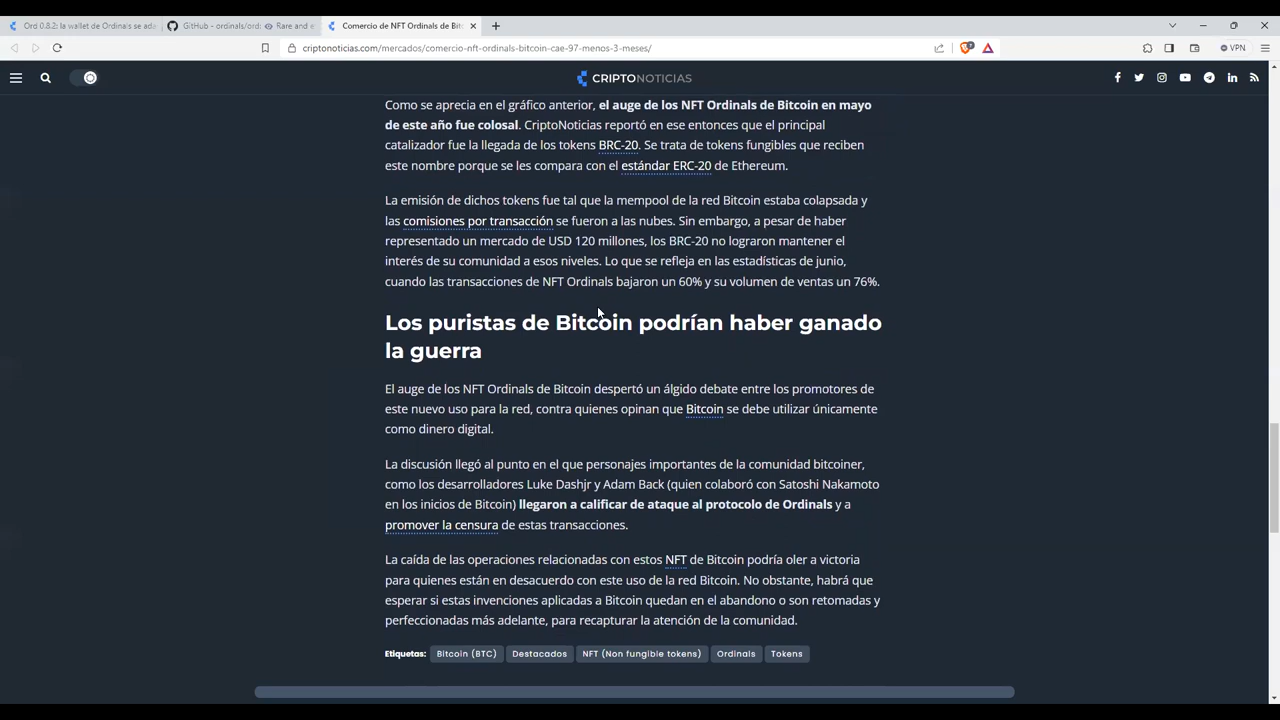 Ord 0.8.2: la wallet de Ordinals se ada
GitHub - ordinals/ord: 👁 Rare and e
Comercio de NFT Ordinals de Bit
criptonoticias.com/mercados/comercio-nft-ordinals-bitcoin-cae-97-menos-3-meses/
VPN
CRIPTONOTICIAS
Como se aprecia en el gráfico anterior, el auge de los NFT Ordinals de Bitcoin en mayo
de este año fue colosal. CriptoNoticias reportó en ese entonces que el principal
catalizador fue la llegada de los tokens BRC-20. Se trata de tokens fungibles que reciben
este nombre porque se les compara con el estándar ERC-20 de Ethereum.
La emisión de dichos tokens fue tal que la mempool de la red Bitcoin estaba colapsada y
las comisiones por transacción se fueron a las nubes. Sin embargo, a pesar de haber
representado un mercado de USD 120 millones, los BRC-20 no lograron mantener el
interés de su comunidad a esos niveles. Lo que se refleja en las estadísticas de junio,
cuando las transacciones de NFT Ordinals bajaron un 60% y su volumen de ventas un 76%.
Los puristas de Bitcoin podrían haber ganado
la guerra
El auge de los NFT Ordinals de Bitcoin despertó un álgido debate entre los promotores de
este nuevo uso para la red, contra quienes opinan que Bitcoin se debe utilizar únicamente
como dinero digital.
La discusión llegó al punto en el que personajes importantes de la comunidad bitcoiner,
como los desarrolladores Luke Dashjr y Adam Back (quien colaboró con Satoshi Nakamoto
en los inicios de Bitcoin) llegaron a calificar de ataque al protocolo de Ordinals y a
promover la censura de estas transacciones.
La caída de las operaciones relacionadas con estos NFT de Bitcoin podría oler a victoria
para quienes están en desacuerdo con este uso de la red Bitcoin. No obstante, habrá que
esperar si estas invenciones aplicadas a Bitcoin quedan en el abandono o son retomadas y
perfeccionadas más adelante, para recapturar la atención de la comunidad.
Etiquetas: Bitcoin (BTC) Destacados NFT (Non fungible tokens) Ordinals Tokens